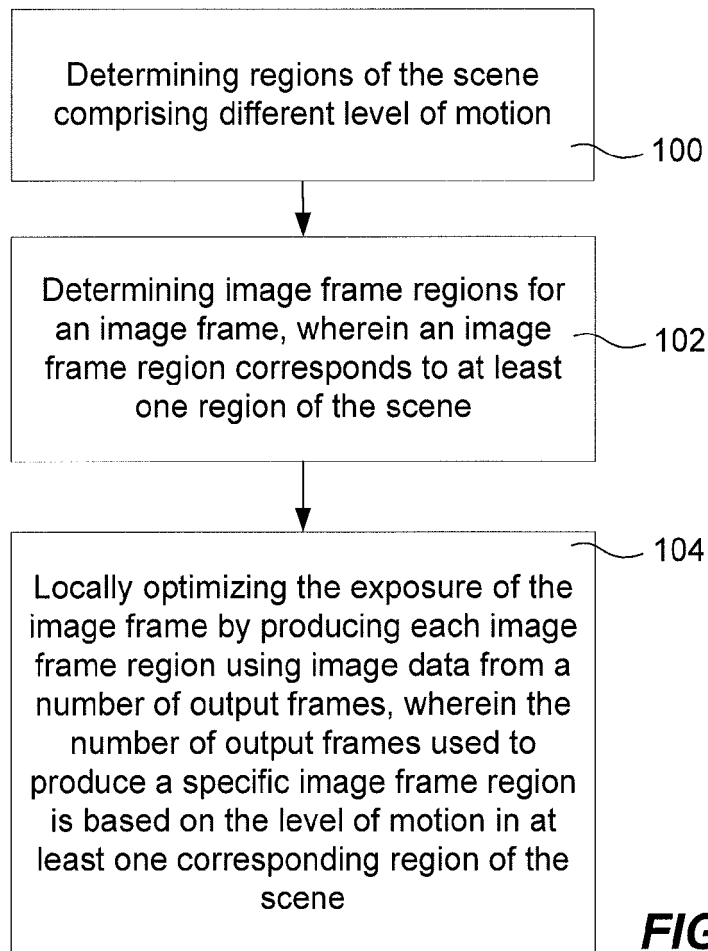 Determining regions of the scene
comprising different level of motion
100
Determining image frame regions for
an image frame, wherein an image
frame region corresponds to at least
one region of the scene
102
104
Locally optimizing the exposure of the
image frame by producing each image
frame region using image data from a
number of output frames, wherein the
number of output frames used to
produce a specific image frame region
is based on the level of motion in at
least one corresponding region of the
scene
FIG